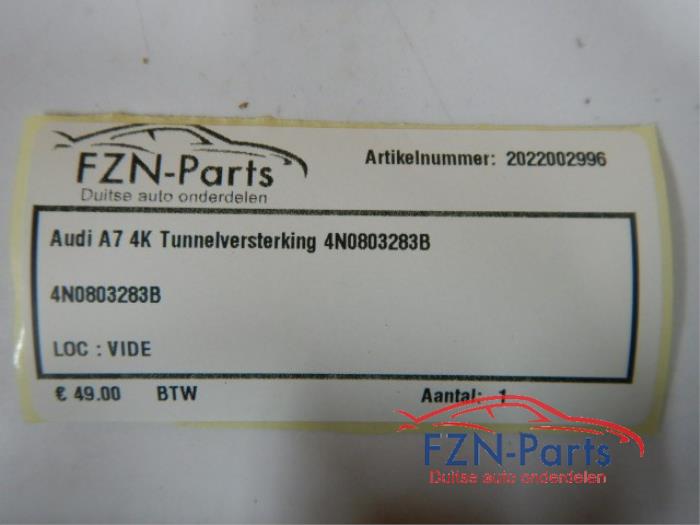 FZN-Parts
Duitse auto onderdelen
Artikelnummer: 2022002996
Audi A7 4K Tunnelversterking 4N0803283B
4N0803283B
LOC : VIDE
€ 49.00 BTW Aantal: 1
FZN-Parts
Duitse auto onderdelen